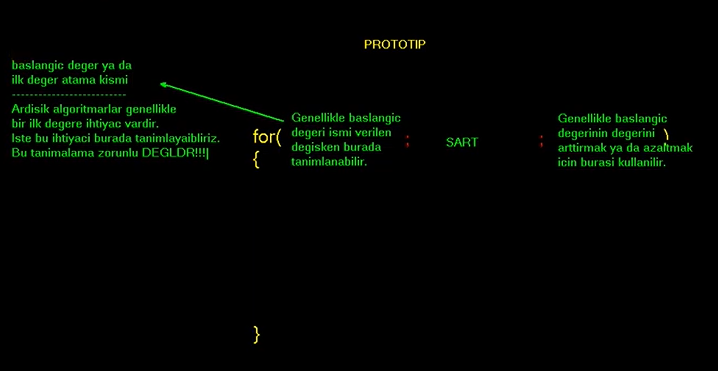 PROTOTIP
baslangic deger ya da
ilk deger atama kismi
--------------------------
Ardisik algoritmarlar genellikle
bir ilk degere ihtiyac vardir.
Iste bu ihtiyaci burada tanimlayaibliriz.
Bu tanimalama zorunlu DEGLDR!!!
for(
Genellikle baslangic
degeri ismi verilen
degisken burada
tanimlanabilir.
;
SART
;
Genellikle baslangic
degerinin degerini
arttirmak ya da azaltmak
icin burasi kullanilir.
)
{
}